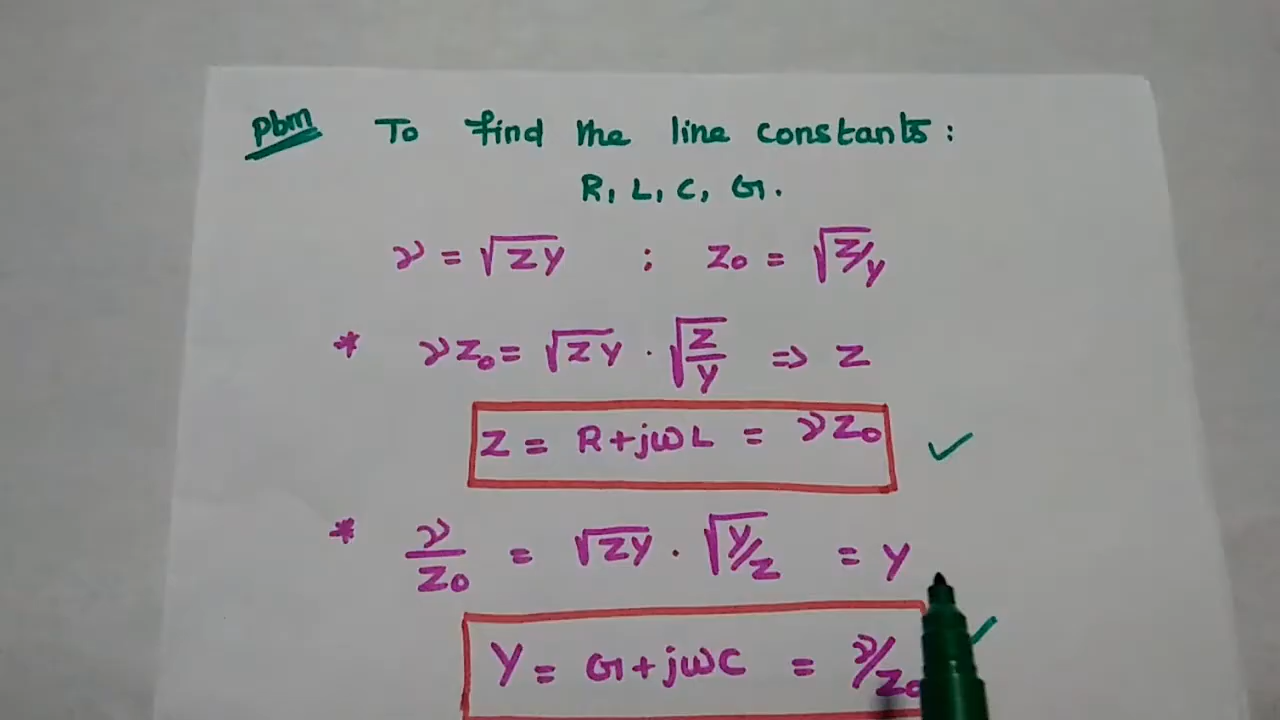 Pbm To find the line constants:
R, L, C, G.
γ = √ZY ; Z₀ = √Z/Y
* γZ₀ = √ZY · √Z/Y ⇒ Z
Z = R+jωL = γZ₀ ✓
* γ/Z₀ = √ZY · √Y/Z = Y
Y = G+jωC = γ/Z₀ ✓